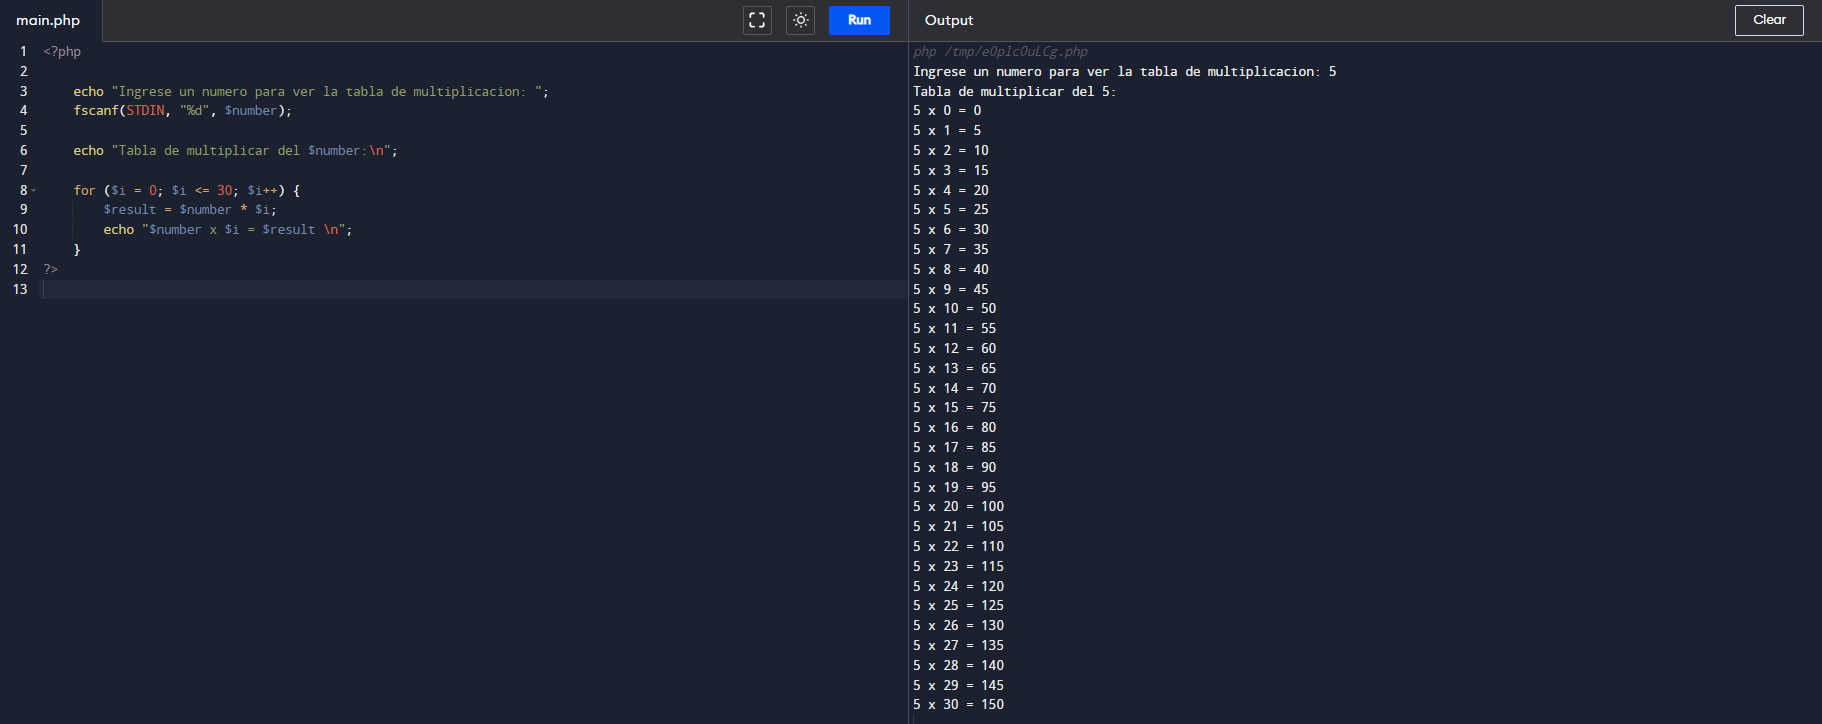 main.php
Run
1 <?php
2
3 echo "Ingrese un numero para ver la tabla de multiplicacion: ";
4 fscanf(STDIN, "%d", $number);
5
6 echo "Tabla de multiplicar del $number:\n";
7
8 for ($i = 0; $i <= 30; $i++) {
9 $result = $number * $i;
10 echo "$number x $i = $result \n";
11 }
12 ?>
13
Output
Clear
php /tmp/eOplcOuLCg.php
Ingrese un numero para ver la tabla de multiplicacion: 5
Tabla de multiplicar del 5:
5 x 0 = 0
5 x 1 = 5
5 x 2 = 10
5 x 3 = 15
5 x 4 = 20
5 x 5 = 25
5 x 6 = 30
5 x 7 = 35
5 x 8 = 40
5 x 9 = 45
5 x 10 = 50
5 x 11 = 55
5 x 12 = 60
5 x 13 = 65
5 x 14 = 70
5 x 15 = 75
5 x 16 = 80
5 x 17 = 85
5 x 18 = 90
5 x 19 = 95
5 x 20 = 100
5 x 21 = 105
5 x 22 = 110
5 x 23 = 115
5 x 24 = 120
5 x 25 = 125
5 x 26 = 130
5 x 27 = 135
5 x 28 = 140
5 x 29 = 145
5 x 30 = 150